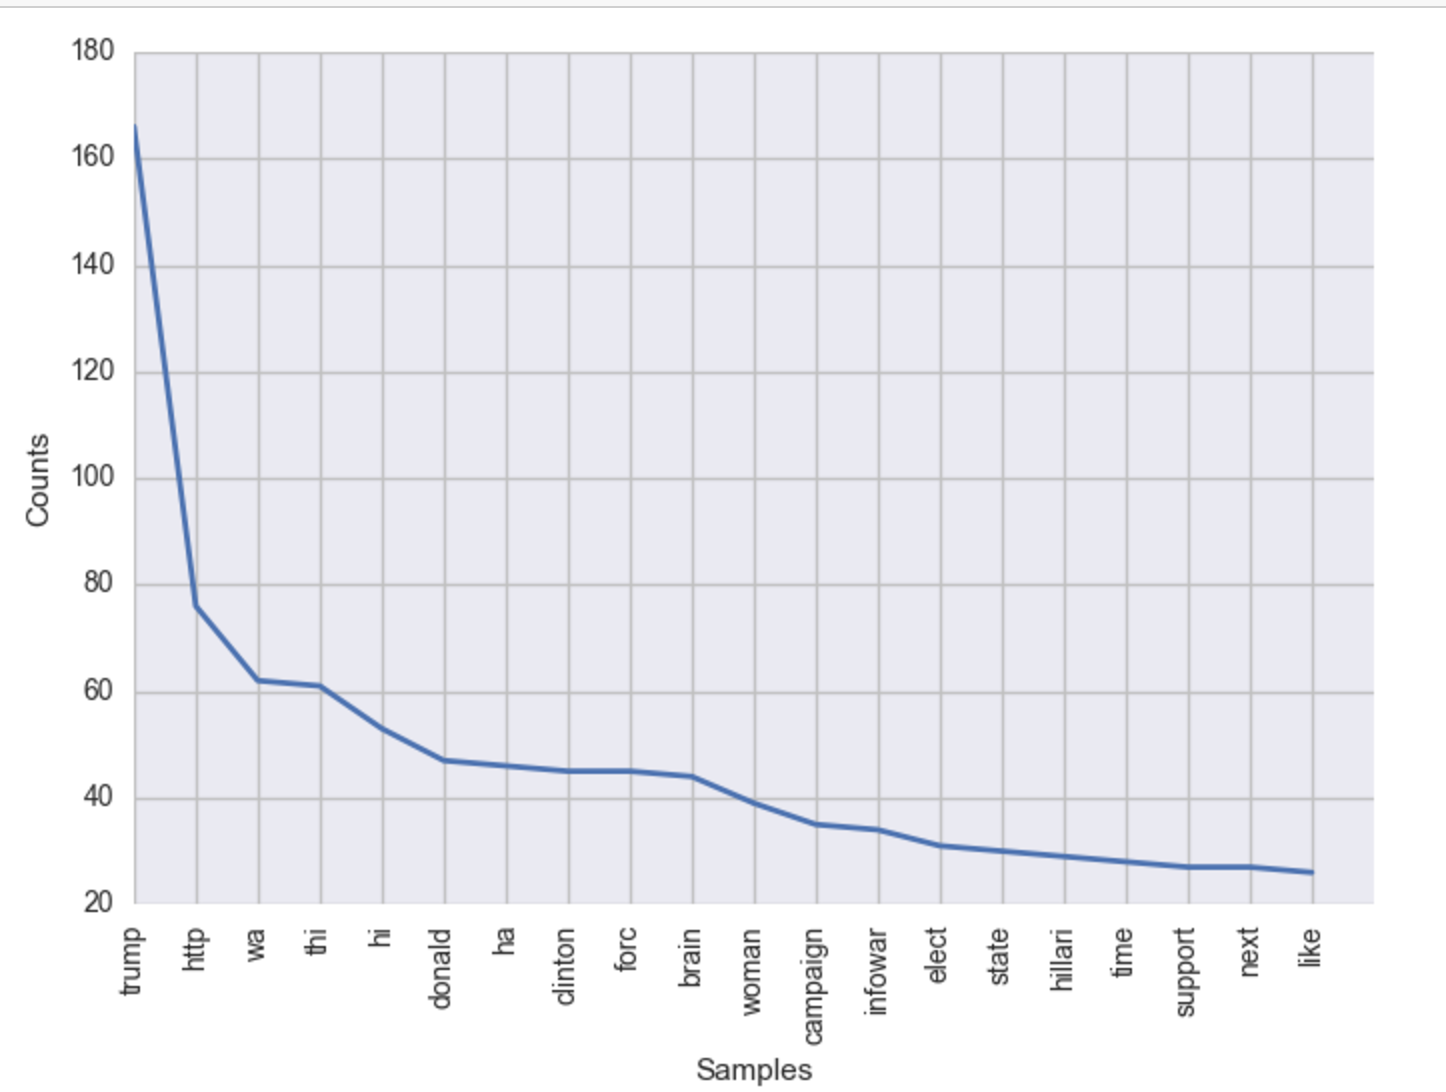 180
160
140
120
100
80
60
40
20
Counts
trump
http
wa
thi
hi
donald
ha
clinton
forc
brain
woman
campaign
infowar
elect
state
hillari
time
support
next
like
Samples